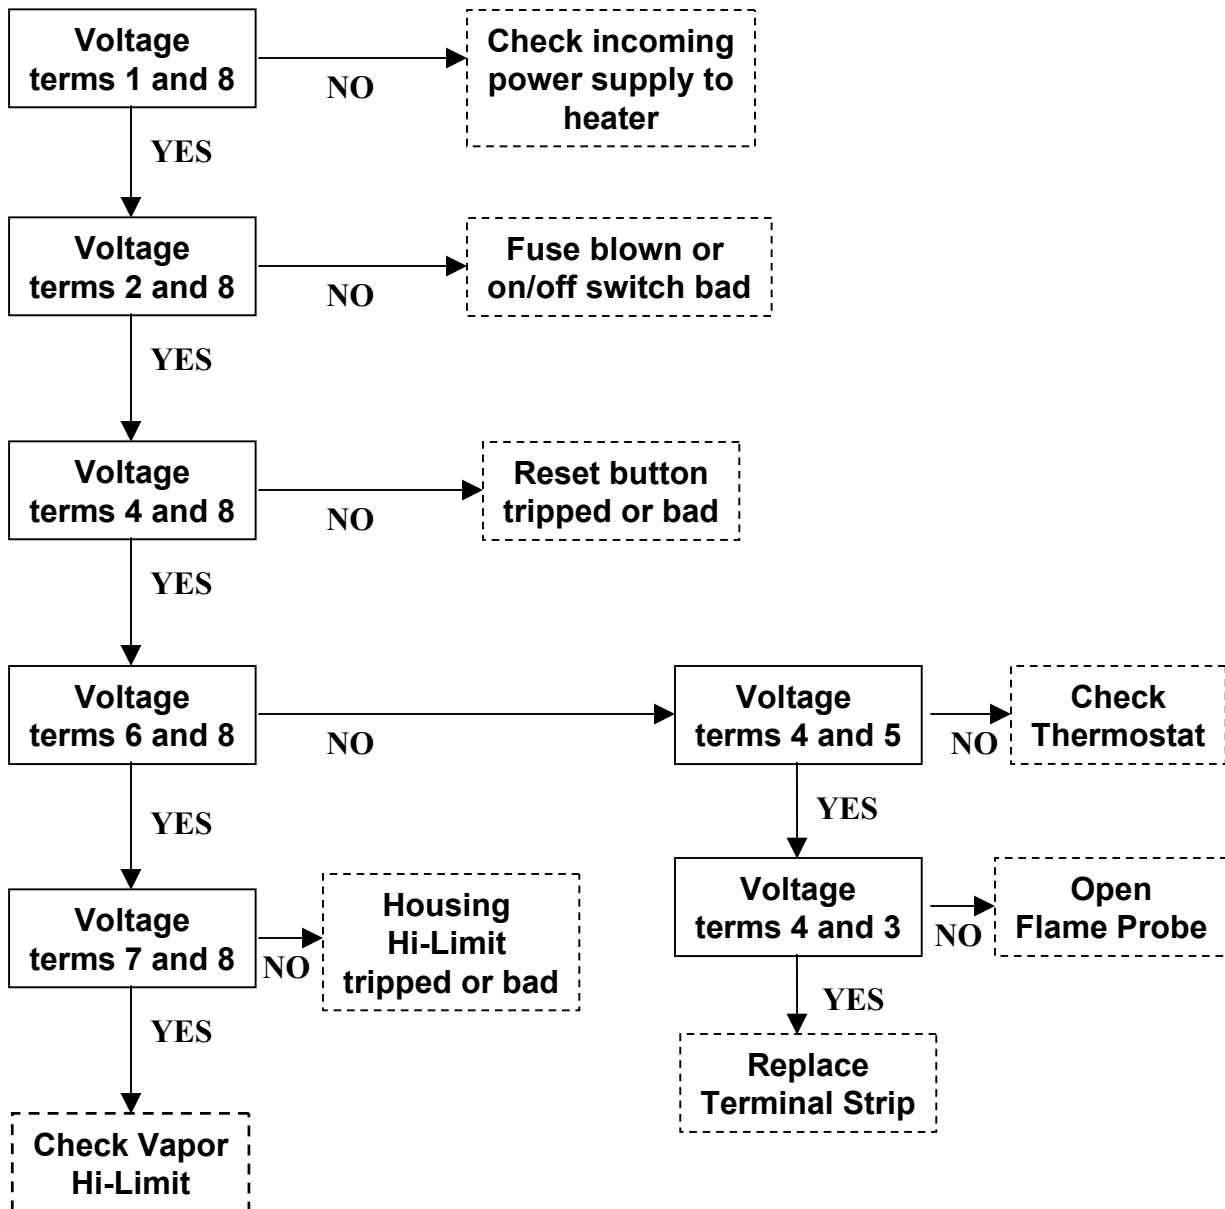 Voltage
terms 1 and 8
NO
Check incoming
power supply to
heater
YES
Voltage
terms 2 and 8
NO
Fuse blown or
on/off switch bad
YES
Voltage
terms 4 and 8
NO
Reset button
tripped or bad
YES
Voltage
terms 6 and 8
NO
Voltage
terms 4 and 5
NO
Check
Thermostat
YES
YES
Voltage
terms 7 and 8
NO
Housing
Hi-Limit
tripped or bad
Voltage
terms 4 and 3
NO
Open
Flame Probe
YES
YES
Replace
Terminal Strip
Check Vapor
Hi-Limit